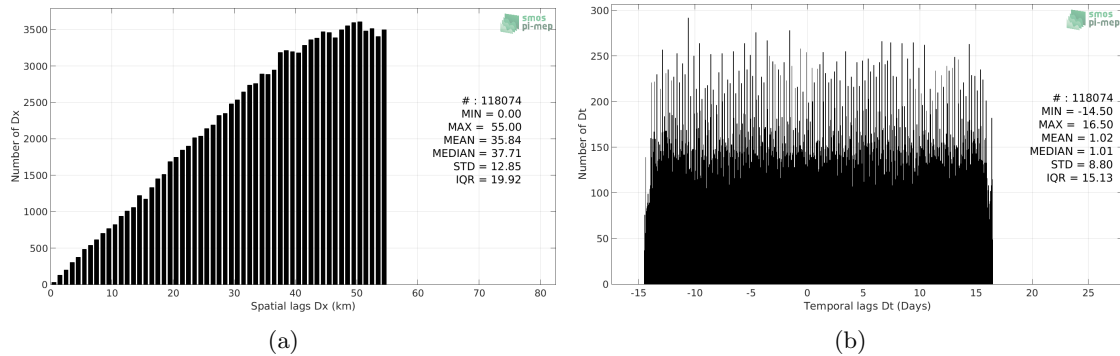 smos
pi-mep
Number of Dx
3500
3000
2500
2000
1500
1000
500
0
# : 118074
MIN = 0.00
MAX = 55.00
MEAN = 35.84
MEDIAN = 37.71
STD = 12.85
IQR = 19.92
0 10 20 30 40 50 60 70 80
Spatial lags Dx (km)
(a)
smos
pi-mep
Number of Dt
300
250
200
150
100
50
0
# : 118074
MIN = -14.50
MAX = 16.50
MEAN = 1.02
MEDIAN = 1.01
STD = 8.80
IQR = 15.13
-15 -10 -5 0 5 10 15 20 25
Temporal lags Dt (Days)
(b)